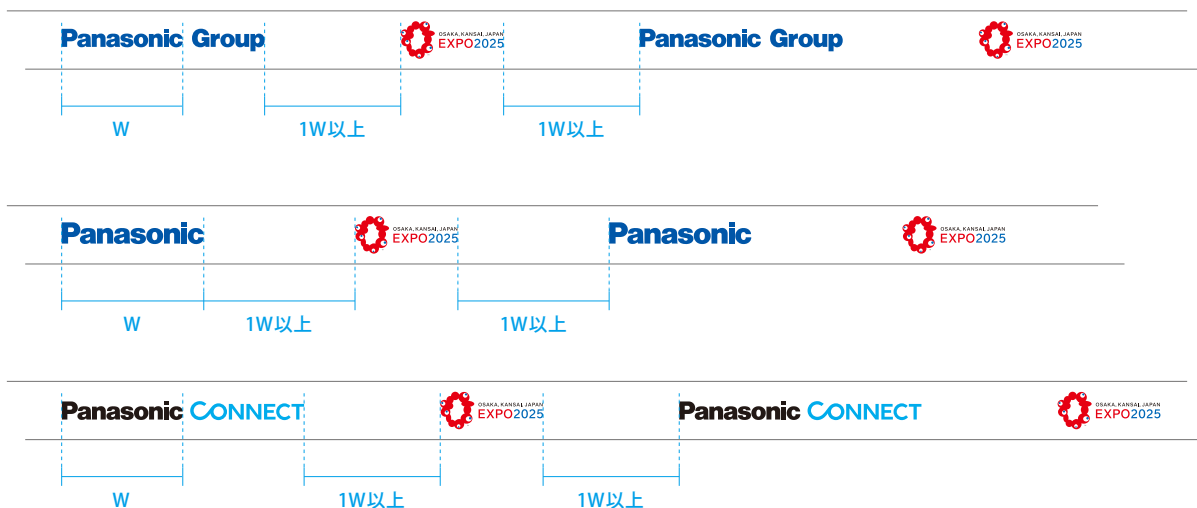 Panasonic Group OSAKA, KANSAI, JAPAN Panasonic Group OSAKA, KANSAI, JAPAN
EXPO2025 EXPO2025
W 1W以上 1W以上
Panasonic OSAKA, KANSAI, JAPAN Panasonic OSAKA, KANSAI, JAPAN
EXPO2025 EXPO2025
W 1W以上 1W以上
Panasonic CONNECT OSAKA, KANSAI, JAPAN Panasonic CONNECT OSAKA, KANSAI, JAPAN
EXPO2025 EXPO2025
W 1W以上 1W以上